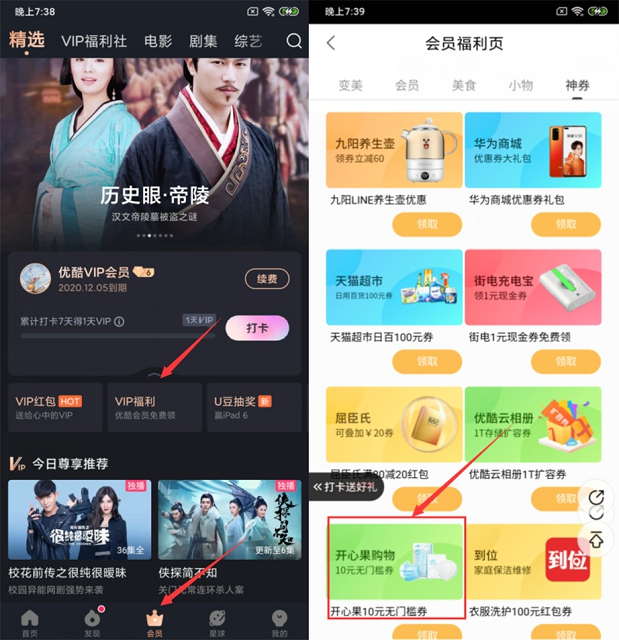 晚上7:38
精选 VIP福利社 电影 剧集 综艺
历史眼·帝陵
汉文帝陵墓被盗之谜
优酷VIP会员 6
2020.12.05到期
续费
累计打卡7天得1天VIP
1天VIP
打卡
VIP红包 HOT
送给心中的VIP
VIP福利
优酷会员免费领
U豆抽奖 新
赢iPad 6
VIP 今日尊享推荐
独播
很纯很暧昧
36集全
校花前传之很纯很暧昧
校园异能网剧强势来袭
独播
侠探简不知
更新至6集
侠探简不知
关门元常连环杀人案
首页 发现 会员 星球 我的
晚上7:39
会员福利页
变美 会员 美食 小物 神券
九阳养生壶
领券立减60
九阳LINE养生壶优惠
领取
华为商城
优惠券大礼包
华为商城优惠券礼包
领取
天猫超市
日用百货100元券
天猫超市日百100元券
领取
街电充电宝
领1元现金券
街电1元现金券免费领
领取
屈臣氏
可叠加￥20券
屈臣氏满80减20红包
领取
优酷云相册
1T存储扩容券
扩容券
优酷云相册1T扩容券
领取
《打卡送好礼
开心果购物
10元无门槛券
开心果10元无门槛券
领取
到位
家庭保洁维修
到位
衣服洗护100元红包券
领取